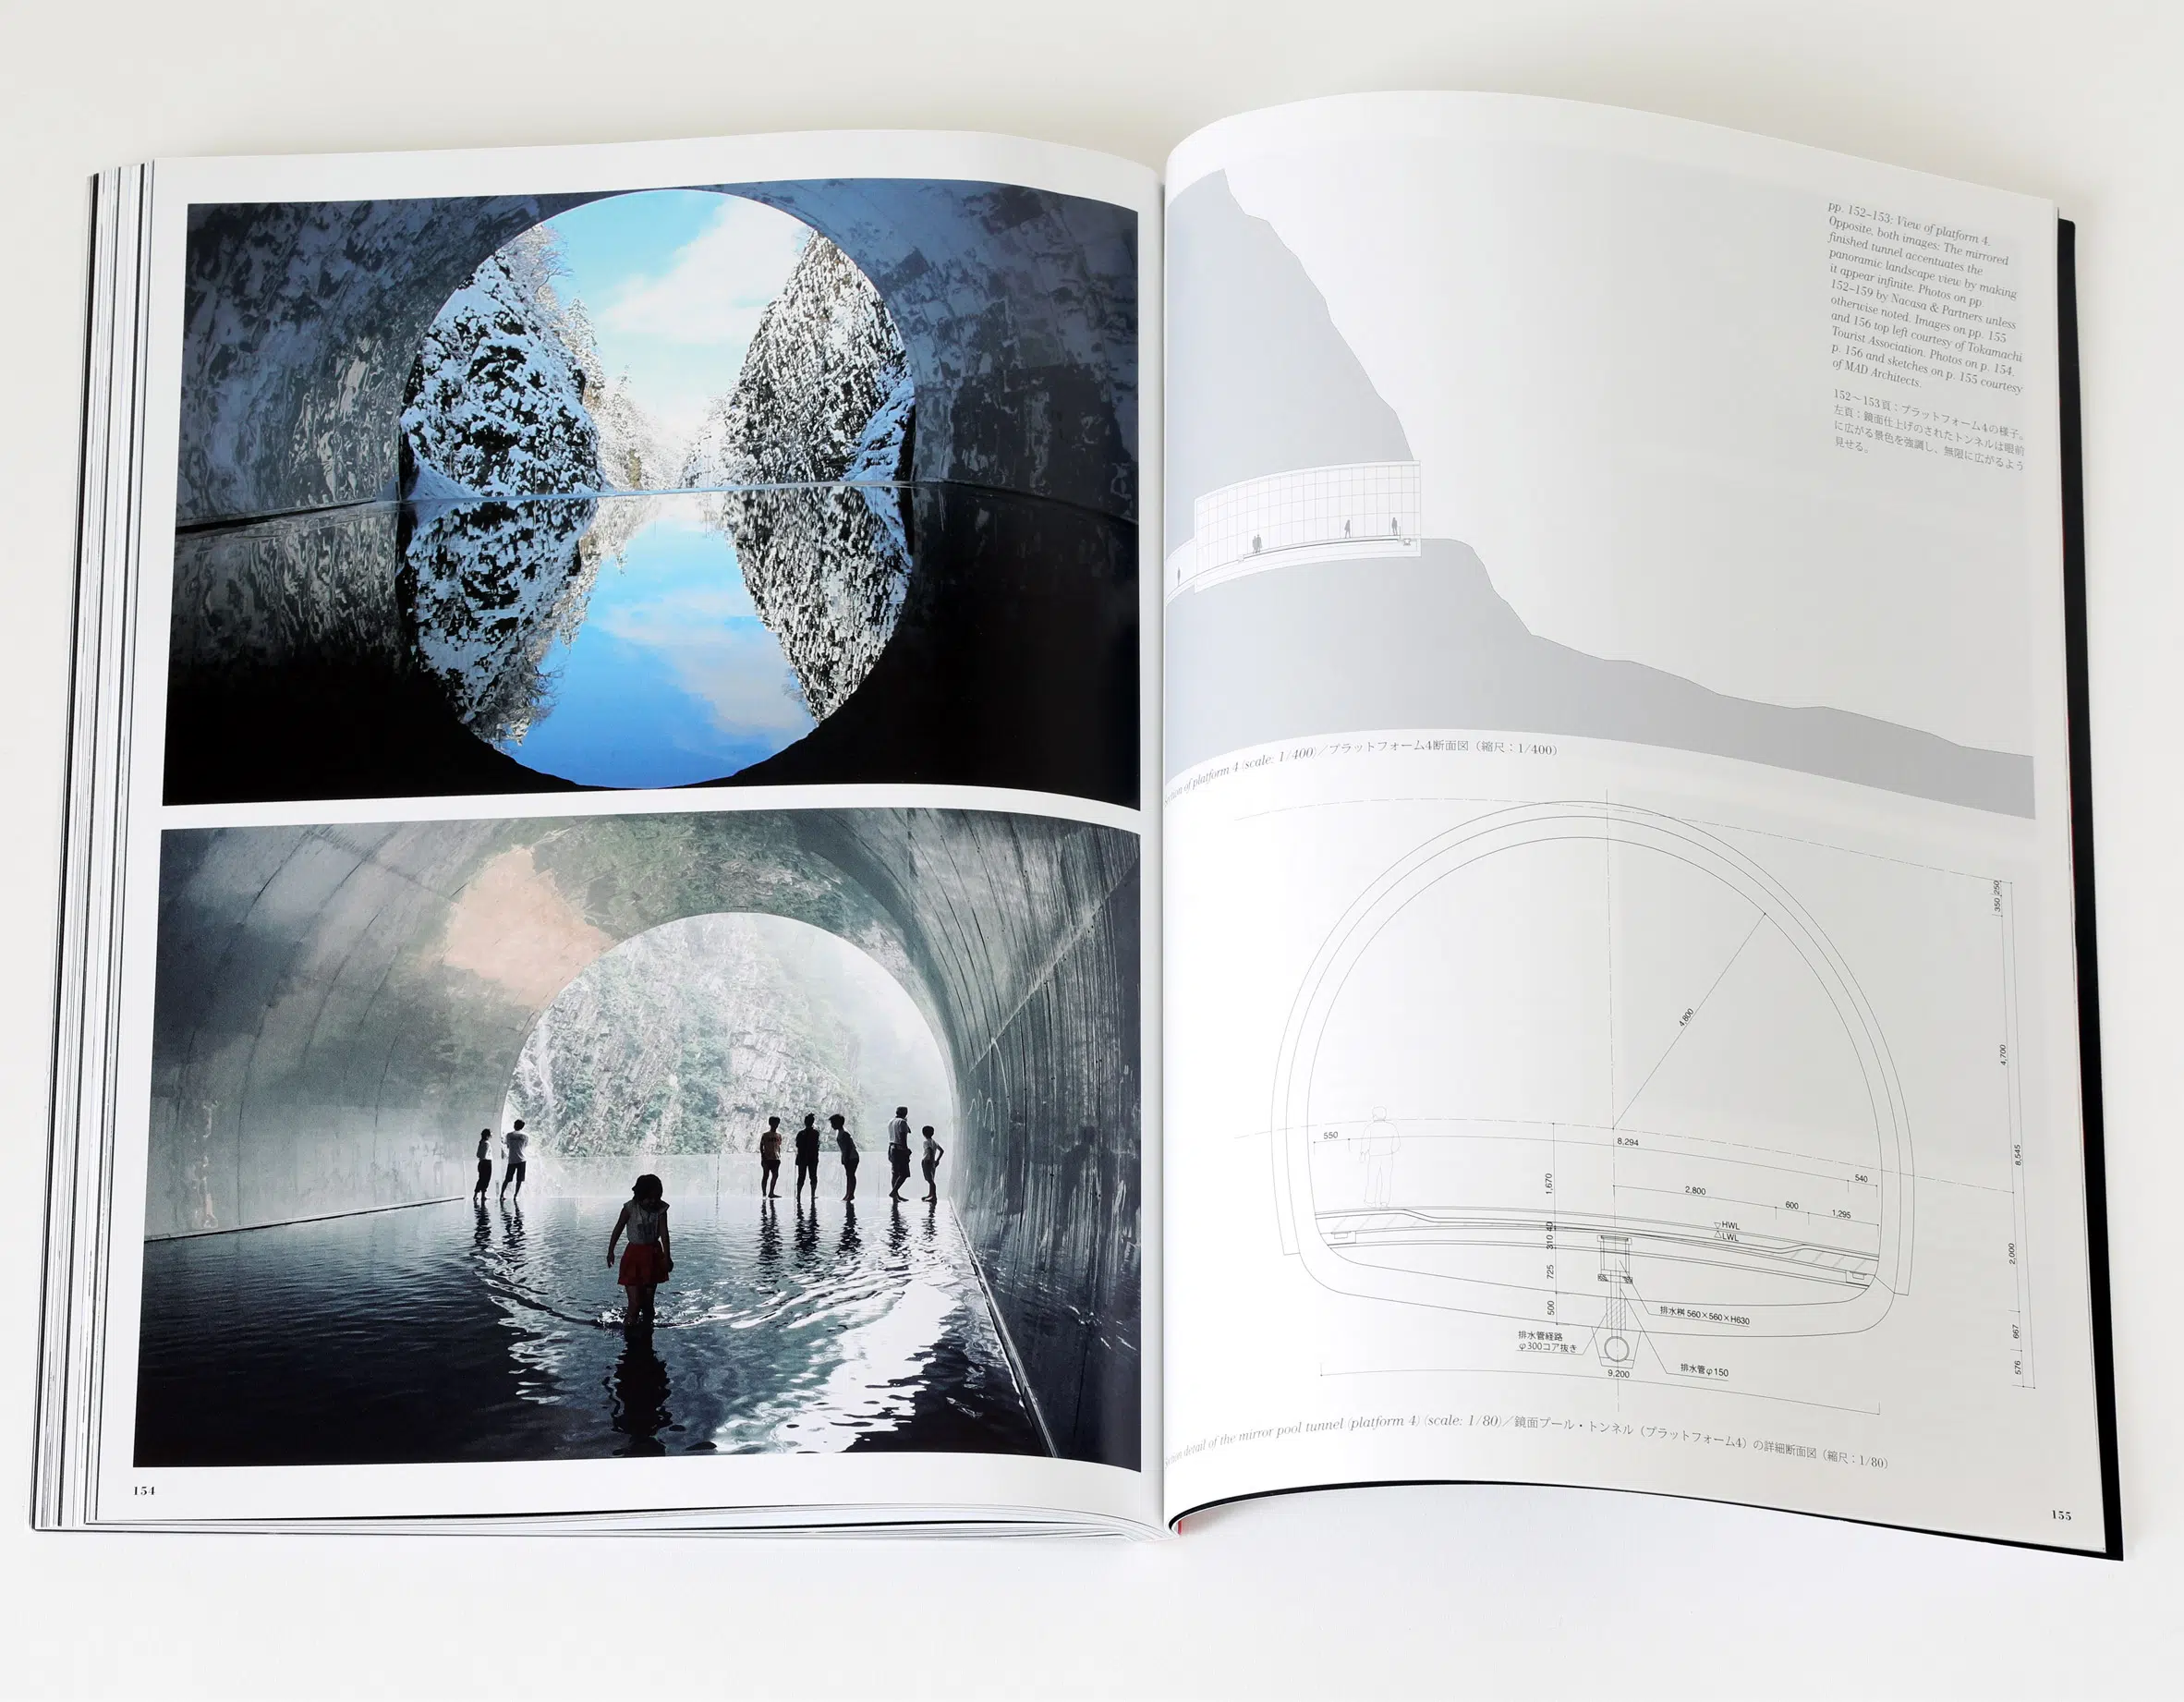 154
pp. 152–153: View of platform 4.
Opposite, both images: The mirrored
finished tunnel accentuates the
panoramic landscape view by making
it appear infinite. Photos on pp.
152–159 by Nacasa & Partners unless
otherwise noted. Images on pp. 155
and 156 top left courtesy of Tokamachi
Tourist Association. Photos on p. 154,
p. 156 and sketches on p. 155 courtesy
of MAD Architects.
152〜153頁：プラットフォーム4の様子。
左頁：鏡面仕上げのされたトンネルは眼前
に広がる景色を強調し、無限に広がるよう
見せる。
Section of platform 4 (scale: 1/400)／プラットフォーム4断面図（縮尺：1/400）
250
350
4,800
4,700
550
8,294
8,545
540
1,670
2,800
600
1,295
HWL
LWL
40
310
2,000
725
500
排水桝 560×560×H630
排水管経路
φ300コア抜き
667
排水管φ150
576
9,200
Section detail of the mirror pool tunnel (platform 4) (scale: 1/80)／鏡面プール・トンネル（プラットフォーム4）の詳細断面図（縮尺：1/80）
155